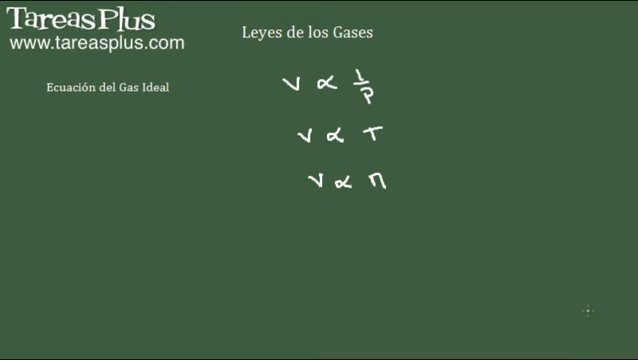 TareasPlus
www.tareasplus.com
Leyes de los Gases
Ecuación del Gas Ideal
V ∝ 1/P
V ∝ T
V ∝ n